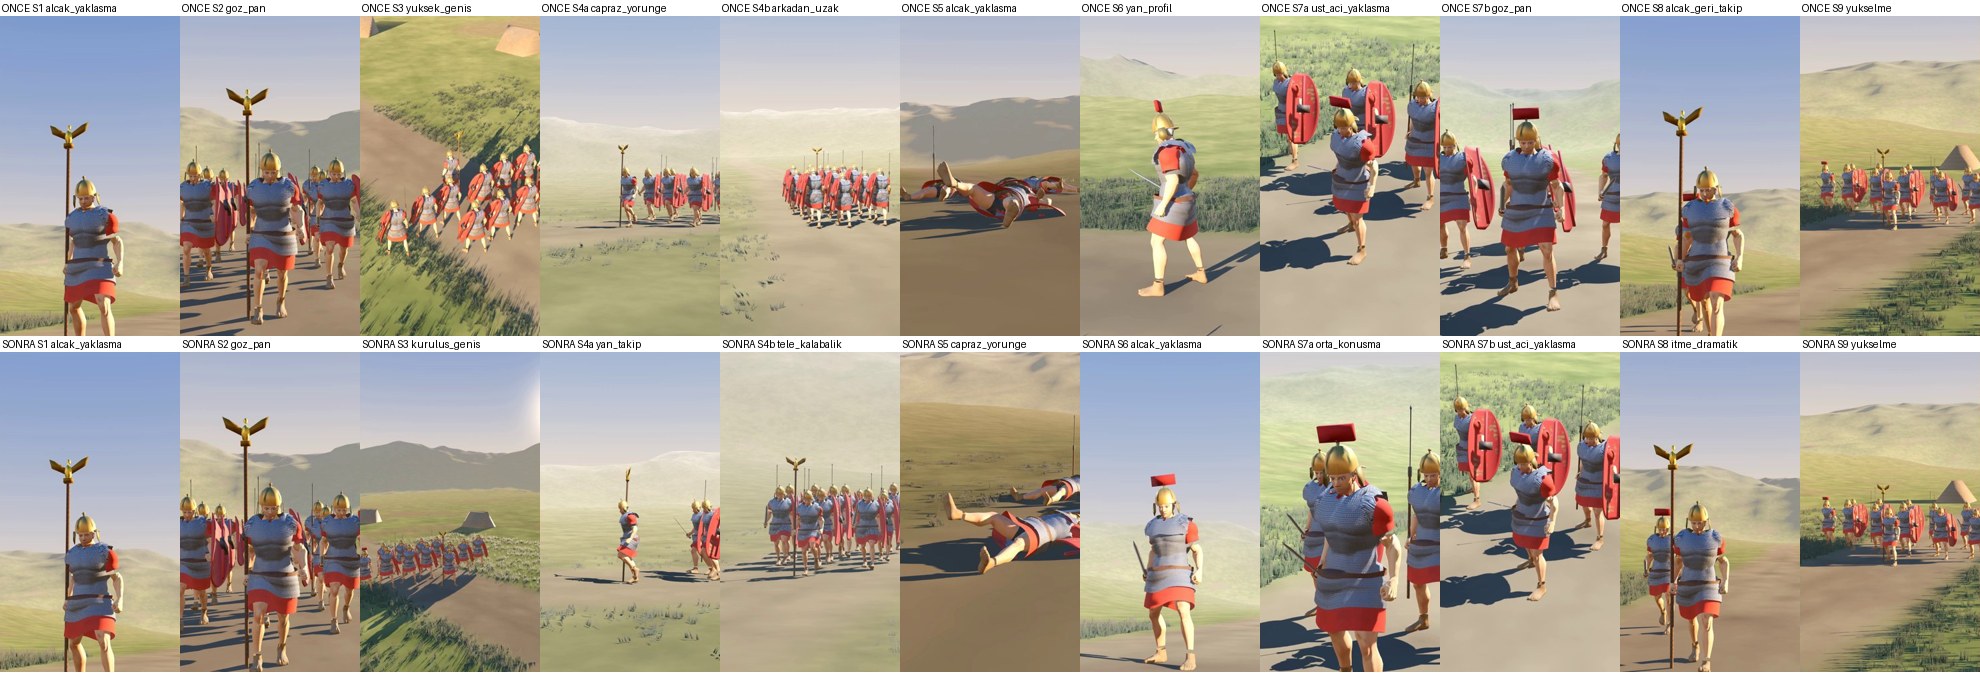 ONCE S1 alcak_yaklasma
ONCE S2 goz_pan
ONCE S3 yuksek_genis
ONCE S4a capraz_yorunge
ONCE S4b arkadan_uzak
ONCE S5 alcak_yaklasma
ONCE S6 yan_profil
ONCE S7a ust_aci_yaklasma
ONCE S7b goz_pan
ONCE S8 alcak_geri_takip
ONCE S9 yukselme
SONRA S1 alcak_yaklasma
SONRA S2 goz_pan
SONRA S3 kurulus_genis
SONRA S4a yan_takip
SONRA S4b tele_kalabalik
SONRA S5 capraz_yorunge
SONRA S6 alcak_yaklasma
SONRA S7a orta_konusma
SONRA S7b ust_aci_yaklasma
SONRA S8 itme_dramatik
SONRA S9 yukselme